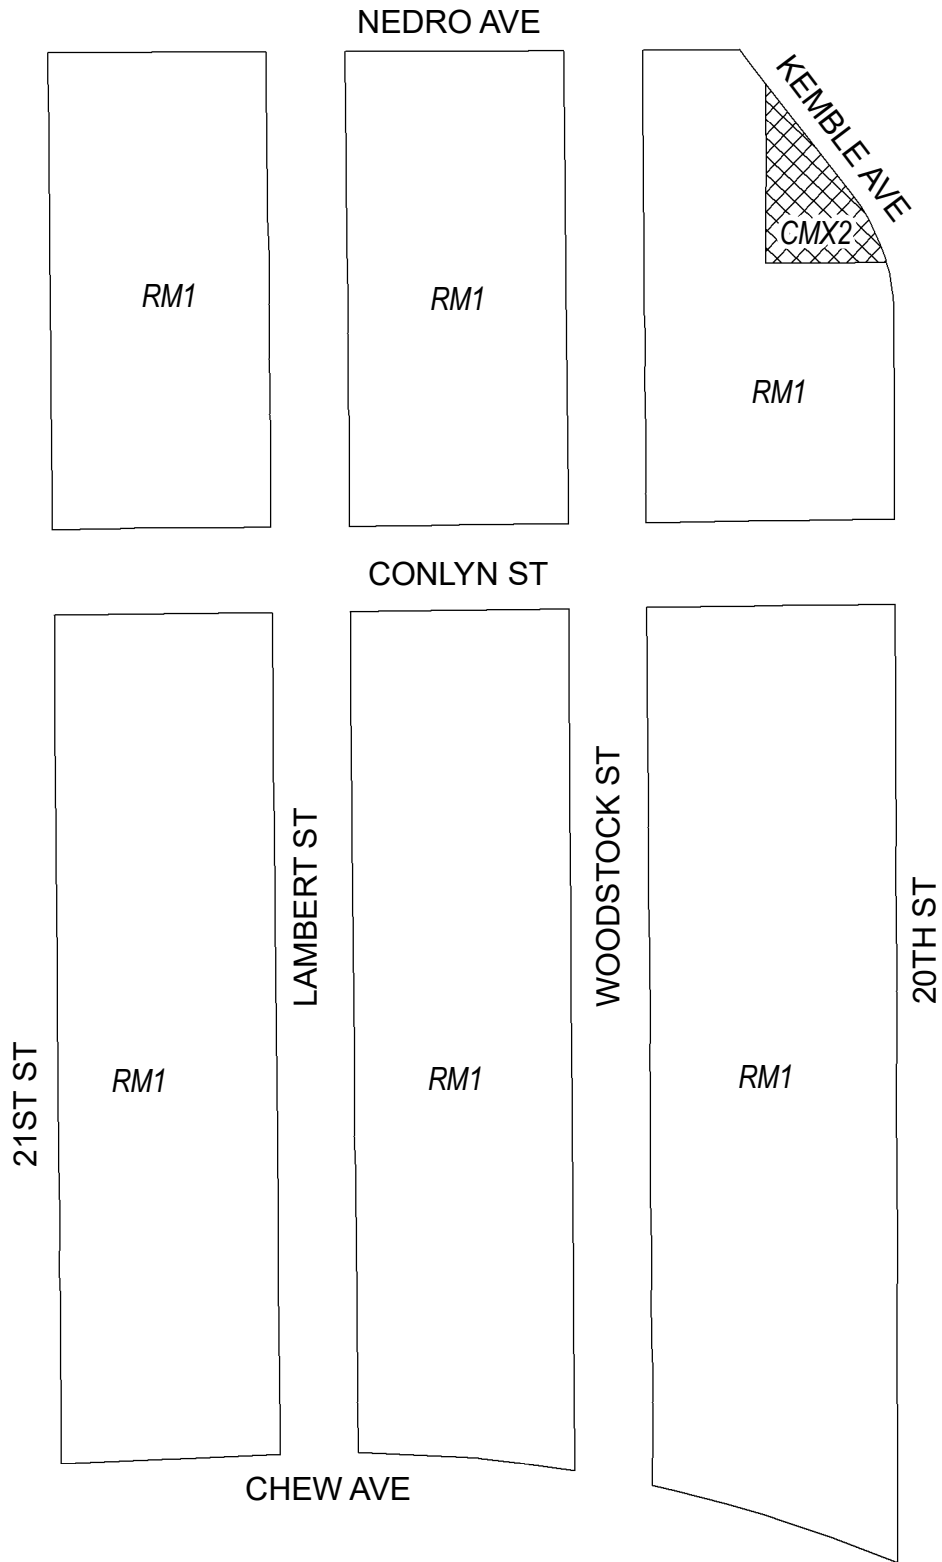 NEDRO AVE
KEMBLE AVE
CMX2
RM1
RM1
RM1
CONLYN ST
LAMBERT ST
WOODSTOCK ST
20TH ST
21ST ST
RM1
RM1
RM1
CHEW AVE